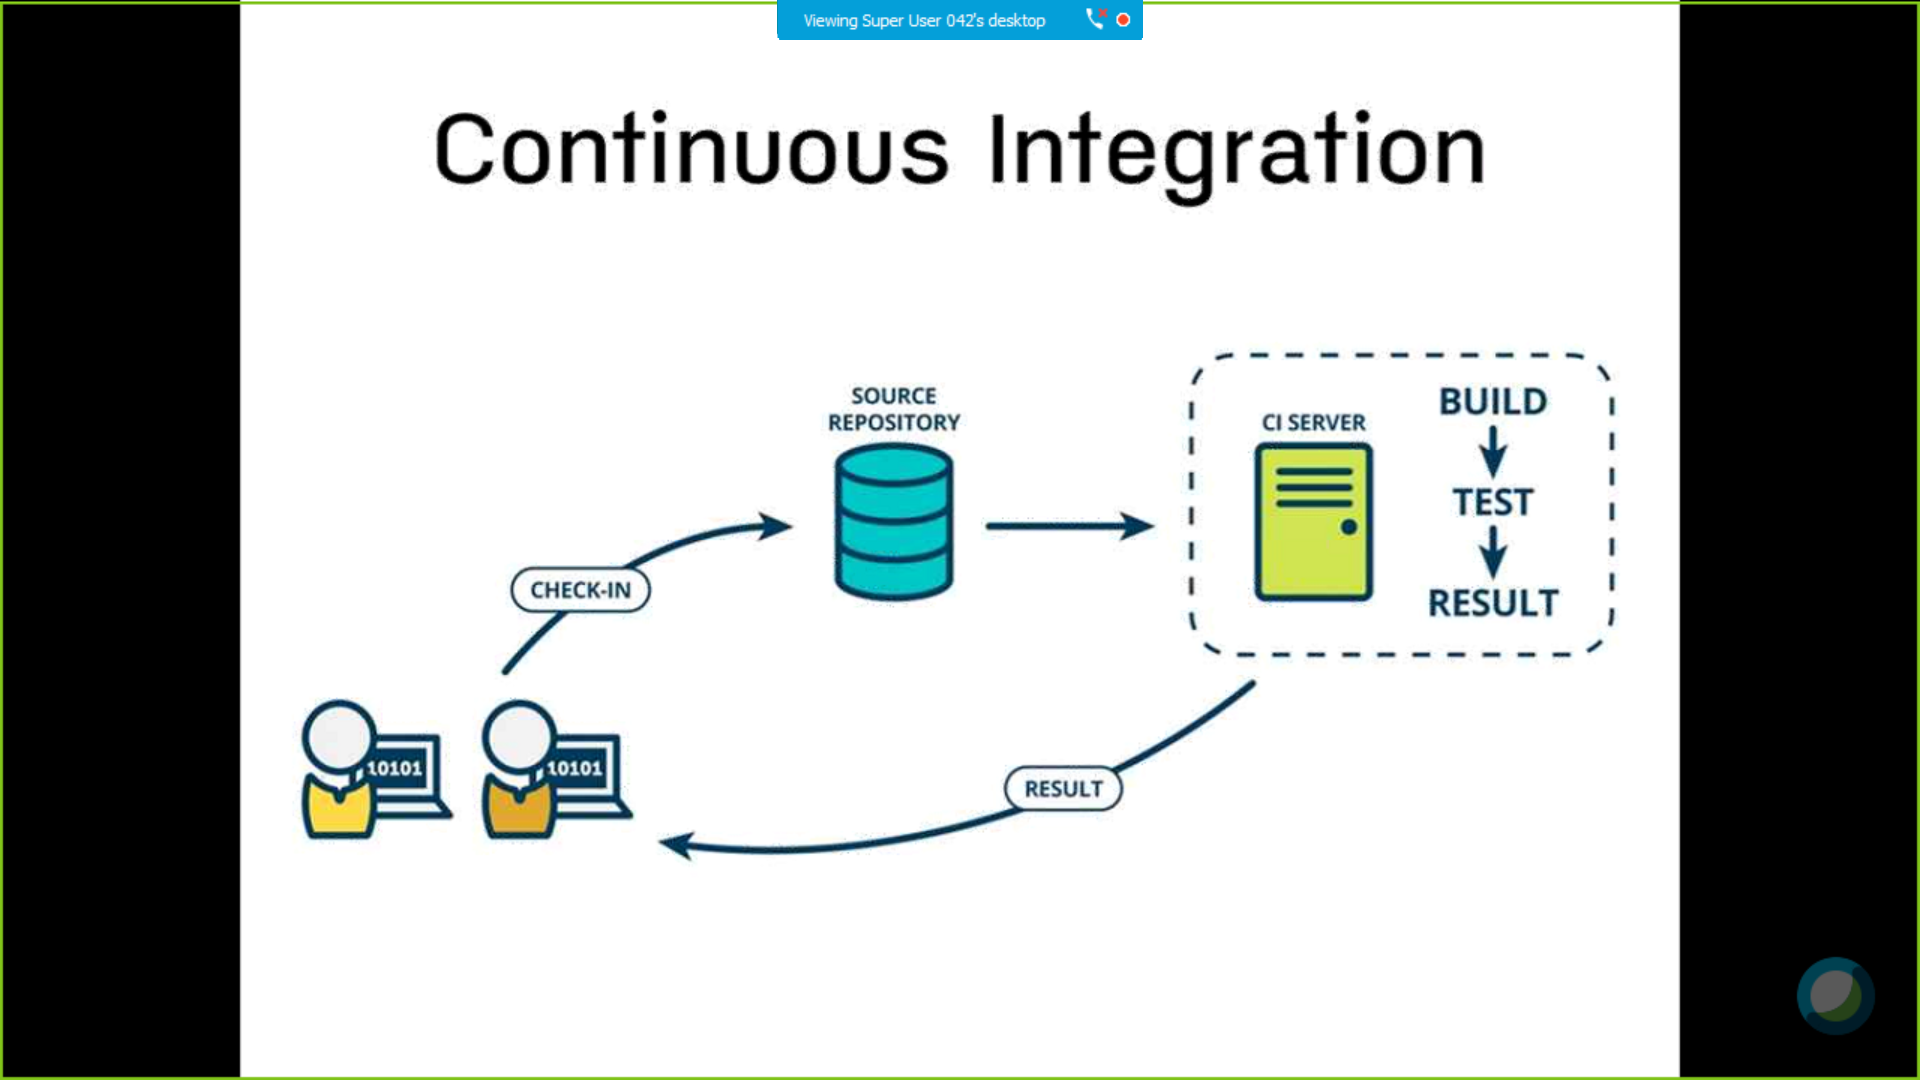 Viewing Super User 042's desktop
Continuous Integration
SOURCE
REPOSITORY
CI SERVER
BUILD
TEST
RESULT
CHECK-IN
10101
10101
RESULT